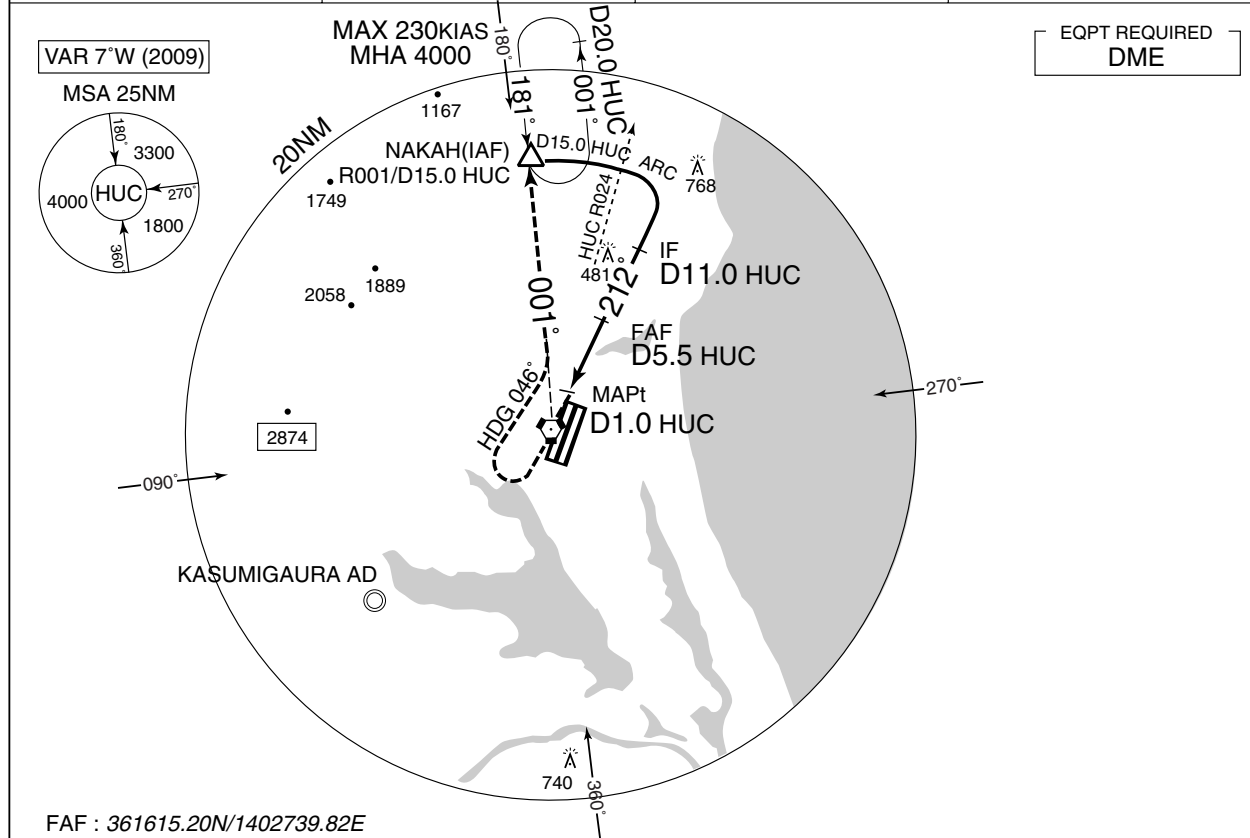 MAX 230KIAS
MHA 4000
180°
D20.0 HUC
EQPT REQUIRED
DME
VAR 7°W (2009)
MSA 25NM
180°
3300
HUC
270°
4000
1800
360°
20NM
1167
181°
001°
NAKAH(IAF)
R001/D15.0 HUC
D15.0 HUC ARC
768
1749
HUC R024
481
IF
D11.0 HUC
212°
1889
2058
001°
FAF
D5.5 HUC
HDG 046°
MAPt
D1.0 HUC
270°
2874
090°
KASUMIGAURA AD
740
360°
FAF : 361615.20N/1402739.82E